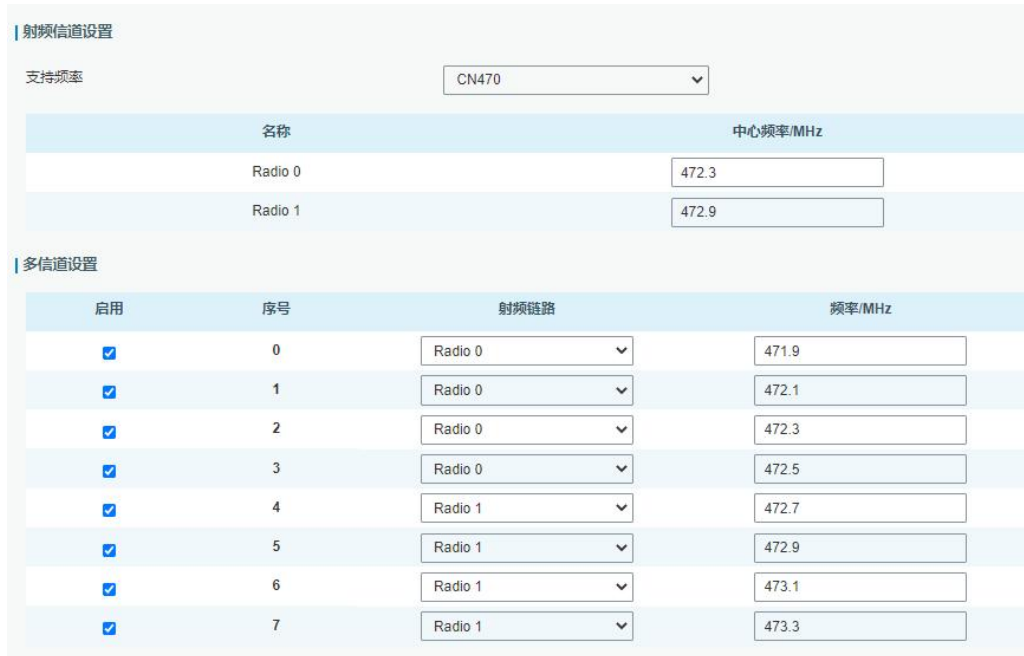 射频信道设置
支持频率 CN470
名称 中心频率/MHz
Radio 0 472.3
Radio 1 472.9
多信道设置
启用 序号 射频链路 频率/MHz
0 Radio 0 471.9
1 Radio 0 472.1
2 Radio 0 472.3
3 Radio 0 472.5
4 Radio 1 472.7
5 Radio 1 472.9
6 Radio 1 473.1
7 Radio 1 473.3